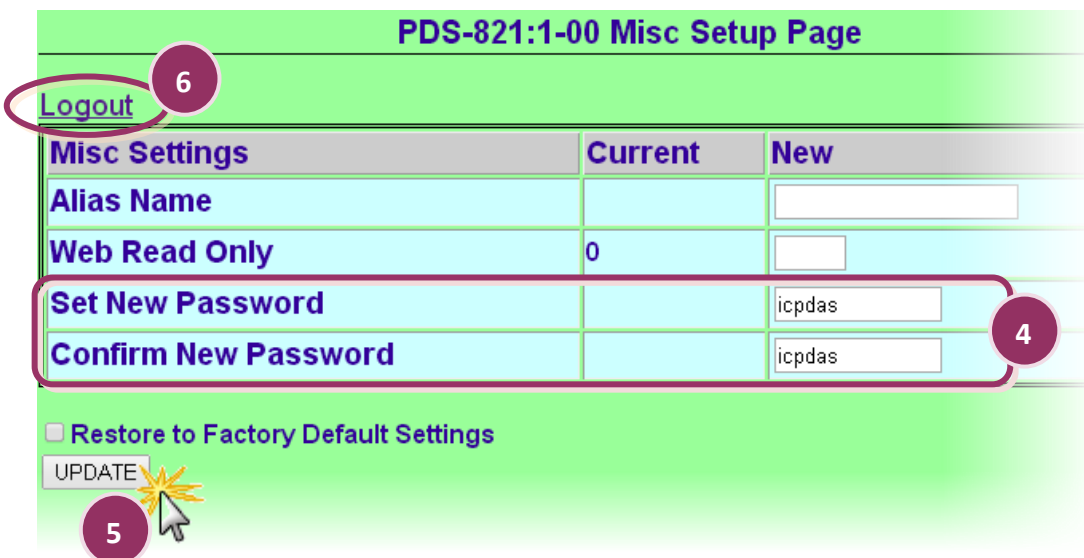 PDS-821:1-00 Misc Setup Page
6
Logout
Misc Settings Current New
Alias Name
Web Read Only 0
Set New Password icpdas
Confirm New Password icpdas
4
Restore to Factory Default Settings
UPDATE
5